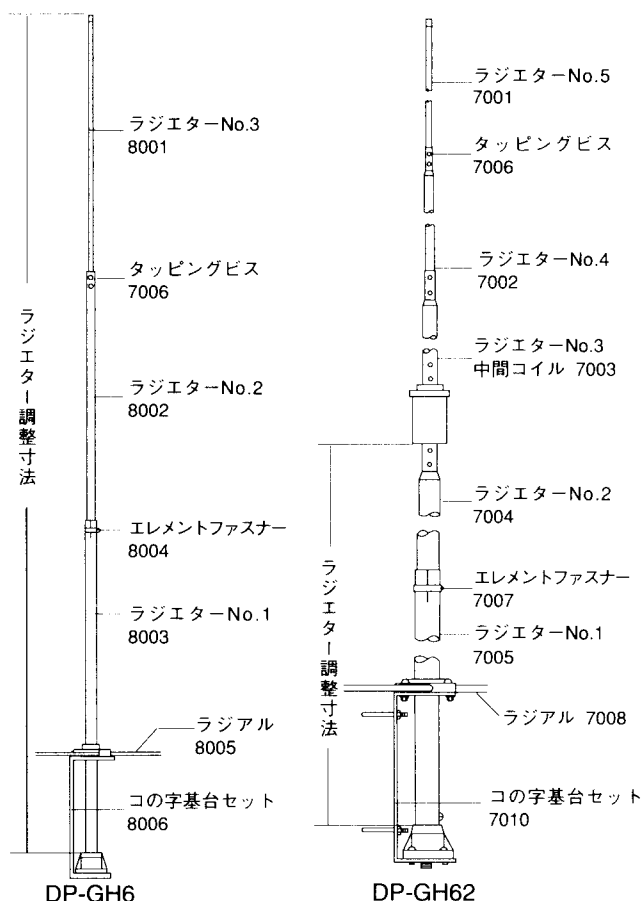 ラジエターNo.3
8001
タッピングビス
7006
ラジエター調整寸法
ラジエターNo.2
8002
エレメントファスナー
8004
ラジエターNo.1
8003
ラジアル
8005
コの字基台セット
8006
DP-GH6
ラジエターNo.5
7001
タッピングビス
7006
ラジエターNo.4
7002
ラジエターNo.3
中間コイル 7003
ラジエターNo.2
7004
ラジエター調整寸法
エレメントファスナー
7007
ラジエターNo.1
7005
ラジアル 7008
コの字基台セット
7010
DP-GH62